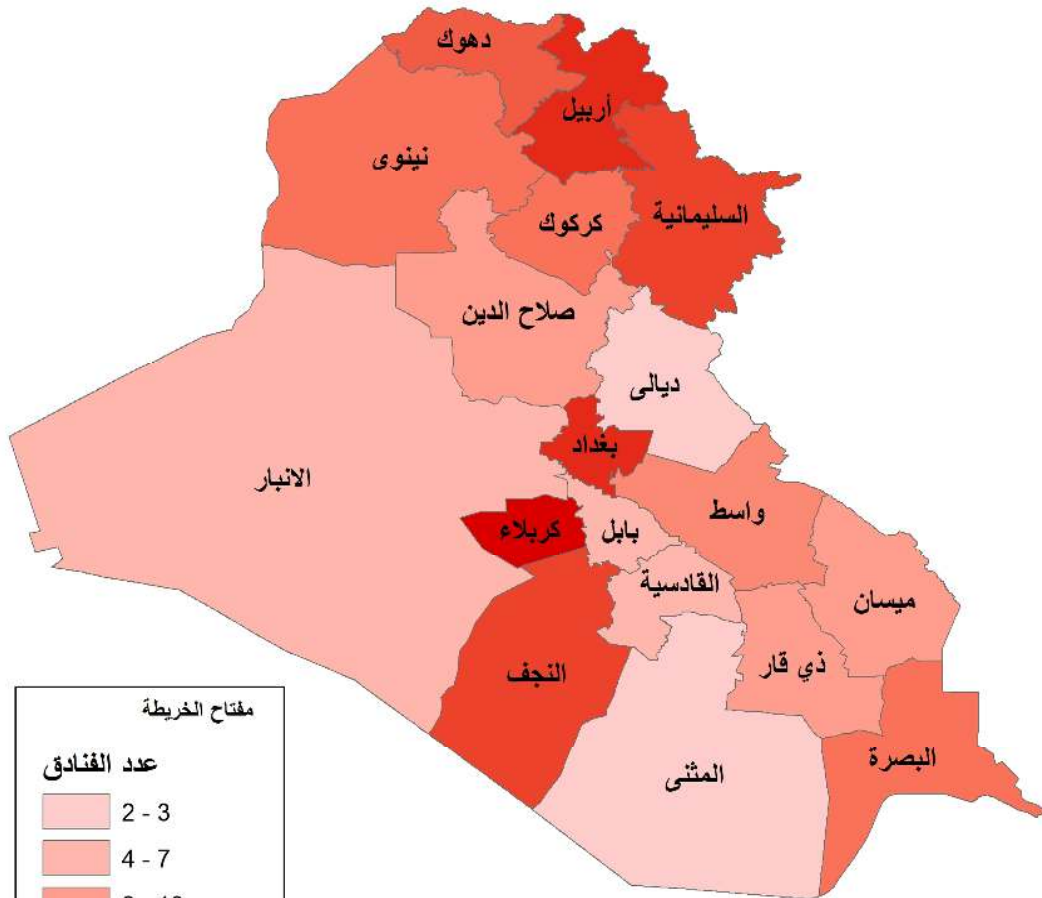 دهوك
أربيل
نينوى
السليمانية
كركوك
صلاح الدين
ديالى
بغداد
الانبار
واسط
بابل
كربلاء
القادسية
ميسان
النجف
ذي قار
البصرة
المثنى
مفتاح الخريطة
عدد الفنادق
2 - 3
4 - 7